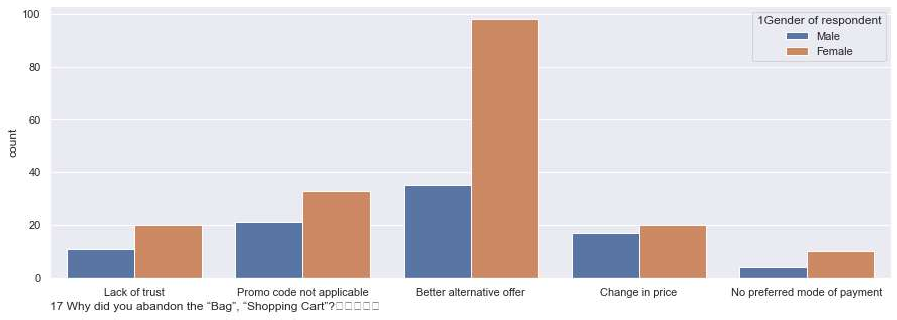 1Gender of respondent
Male
Female
100
80
60
40
20
0
count
Lack of trust
Promo code not applicable
Better alternative offer
Change in price
No preferred mode of payment
17 Why did you abandon the “Bag”, “Shopping Cart”?